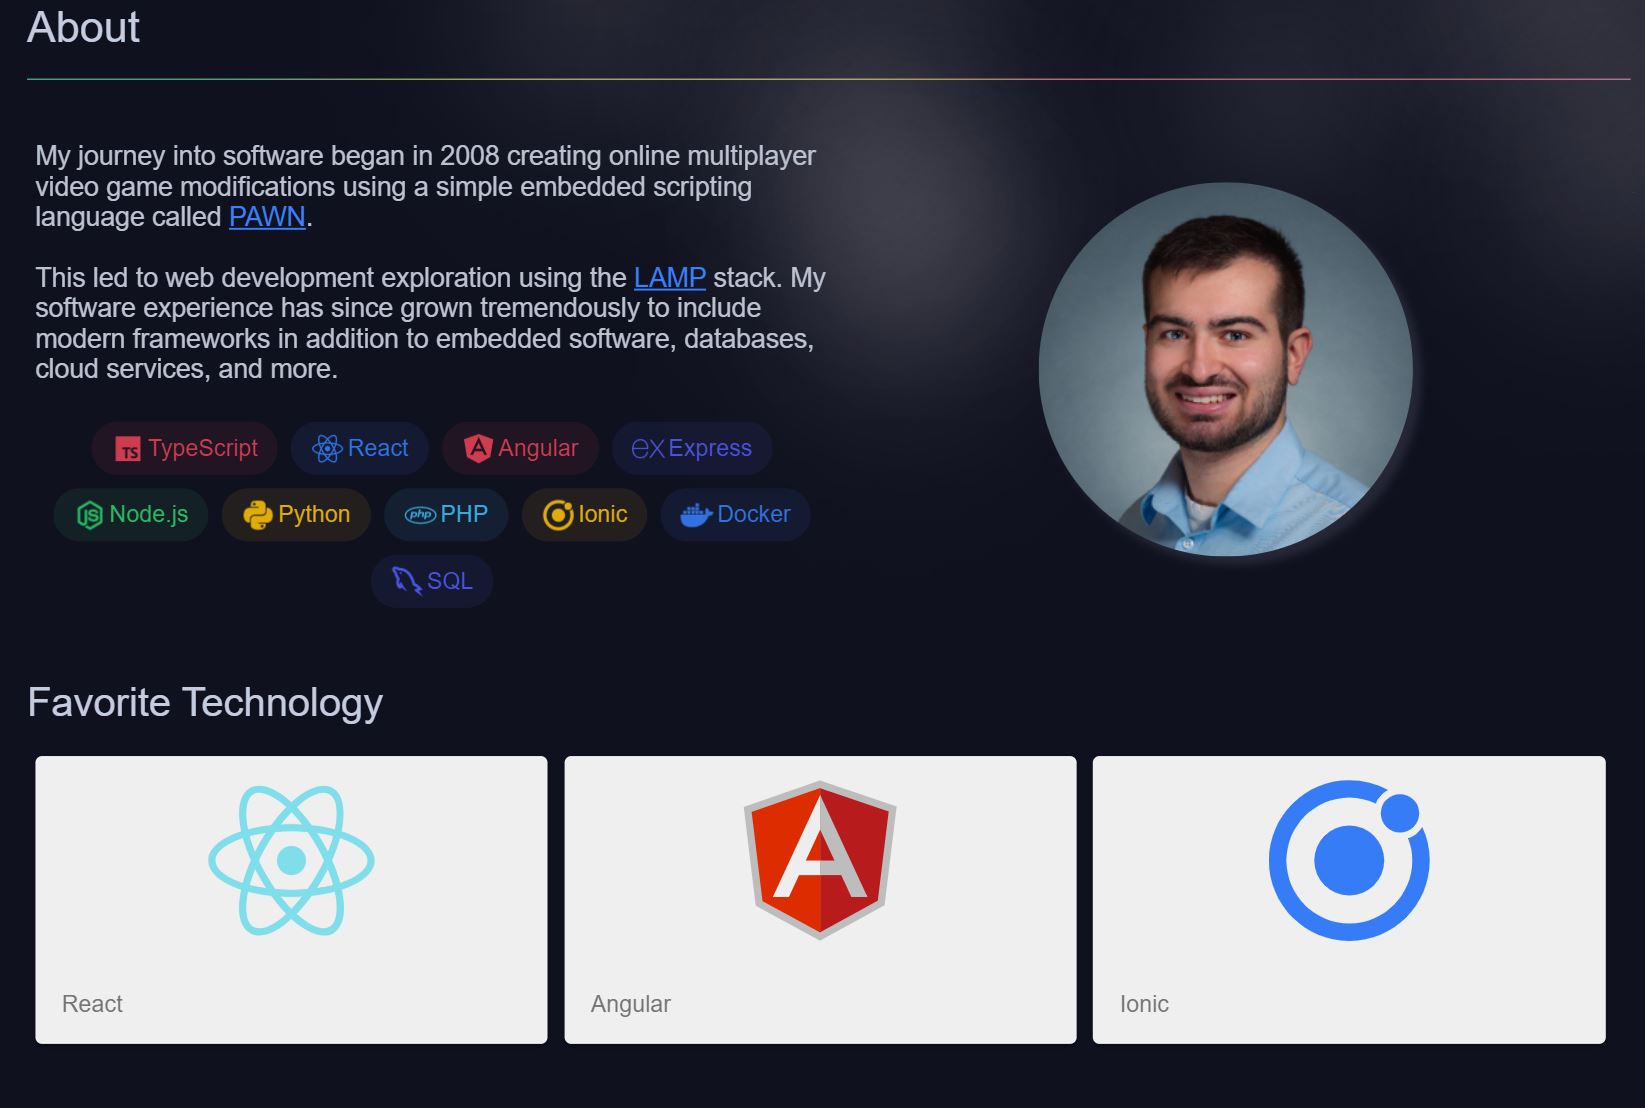 About
My journey into software began in 2008 creating online multiplayer
video game modifications using a simple embedded scripting
language called PAWN.
This led to web development exploration using the LAMP stack. My
software experience has since grown tremendously to include
modern frameworks in addition to embedded software, databases,
cloud services, and more.
TS TypeScript React A Angular ex Express
JS Node.js Python php PHP Ionic Docker
SQL
Favorite Technology
A
React Angular Ionic